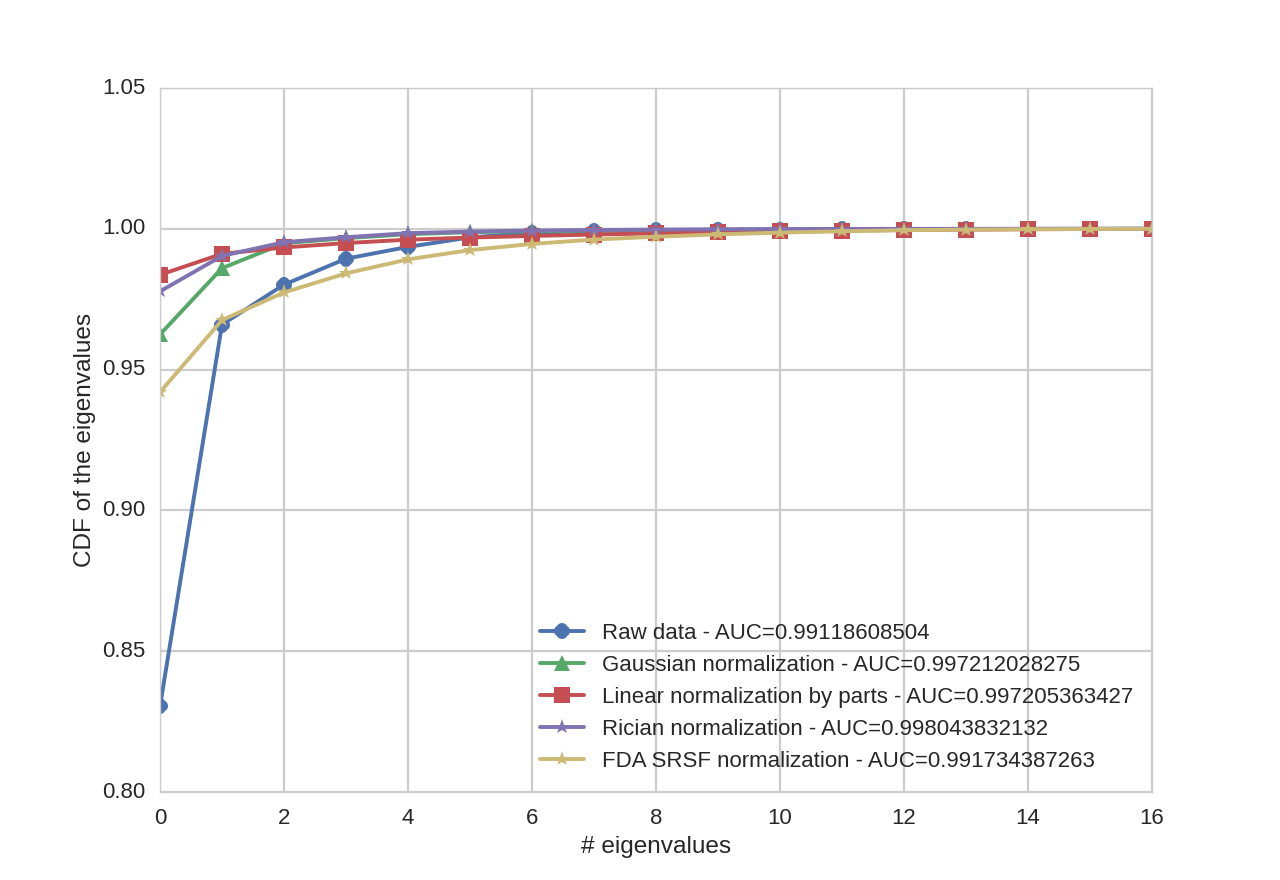 1.05
1.00
0.95
0.90
0.85
0.80
CDF of the eigenvalues
Raw data - AUC=0.99118608504
Gaussian normalization - AUC=0.997212028275
Linear normalization by parts - AUC=0.997205363427
Rician normalization - AUC=0.998043832132
FDA SRSF normalization - AUC=0.991734387263
0 2 4 6 8 10 12 14 16
# eigenvalues